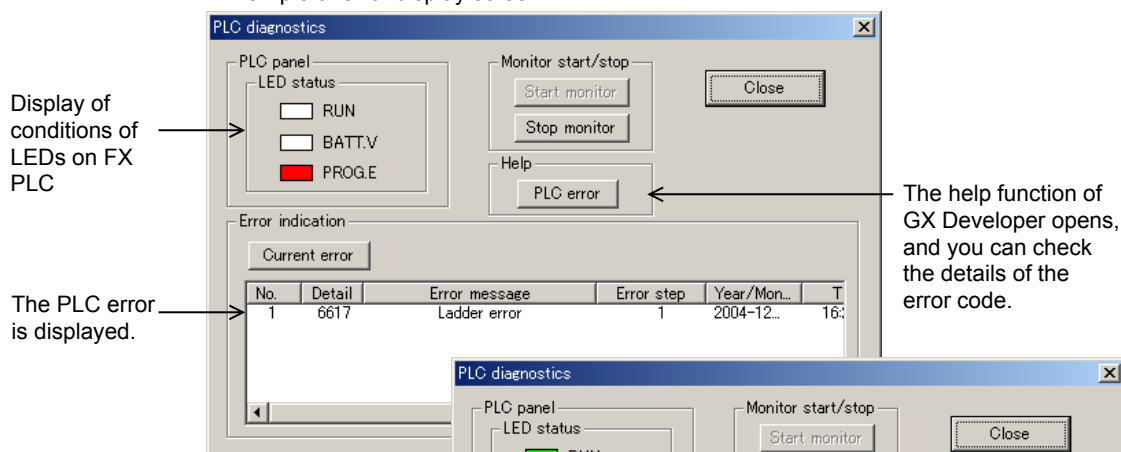 PLC diagnostics
PLC panel
LED status
RUN
BATT.V
PROG.E
Monitor start/stop
Start monitor
Stop monitor
Close
Help
PLC error
Display of
conditions of
LEDs on FX
PLC
The help function of
GX Developer opens,
and you can check
the details of the
error code.
Error indication
Current error
No. Detail Error message Error step Year/Mon... T
1 6617 Ladder error 1 2004-12...
The PLC error
is displayed.
PLC diagnostics
PLC panel
LED status
Monitor start/stop
Start monitor
Close